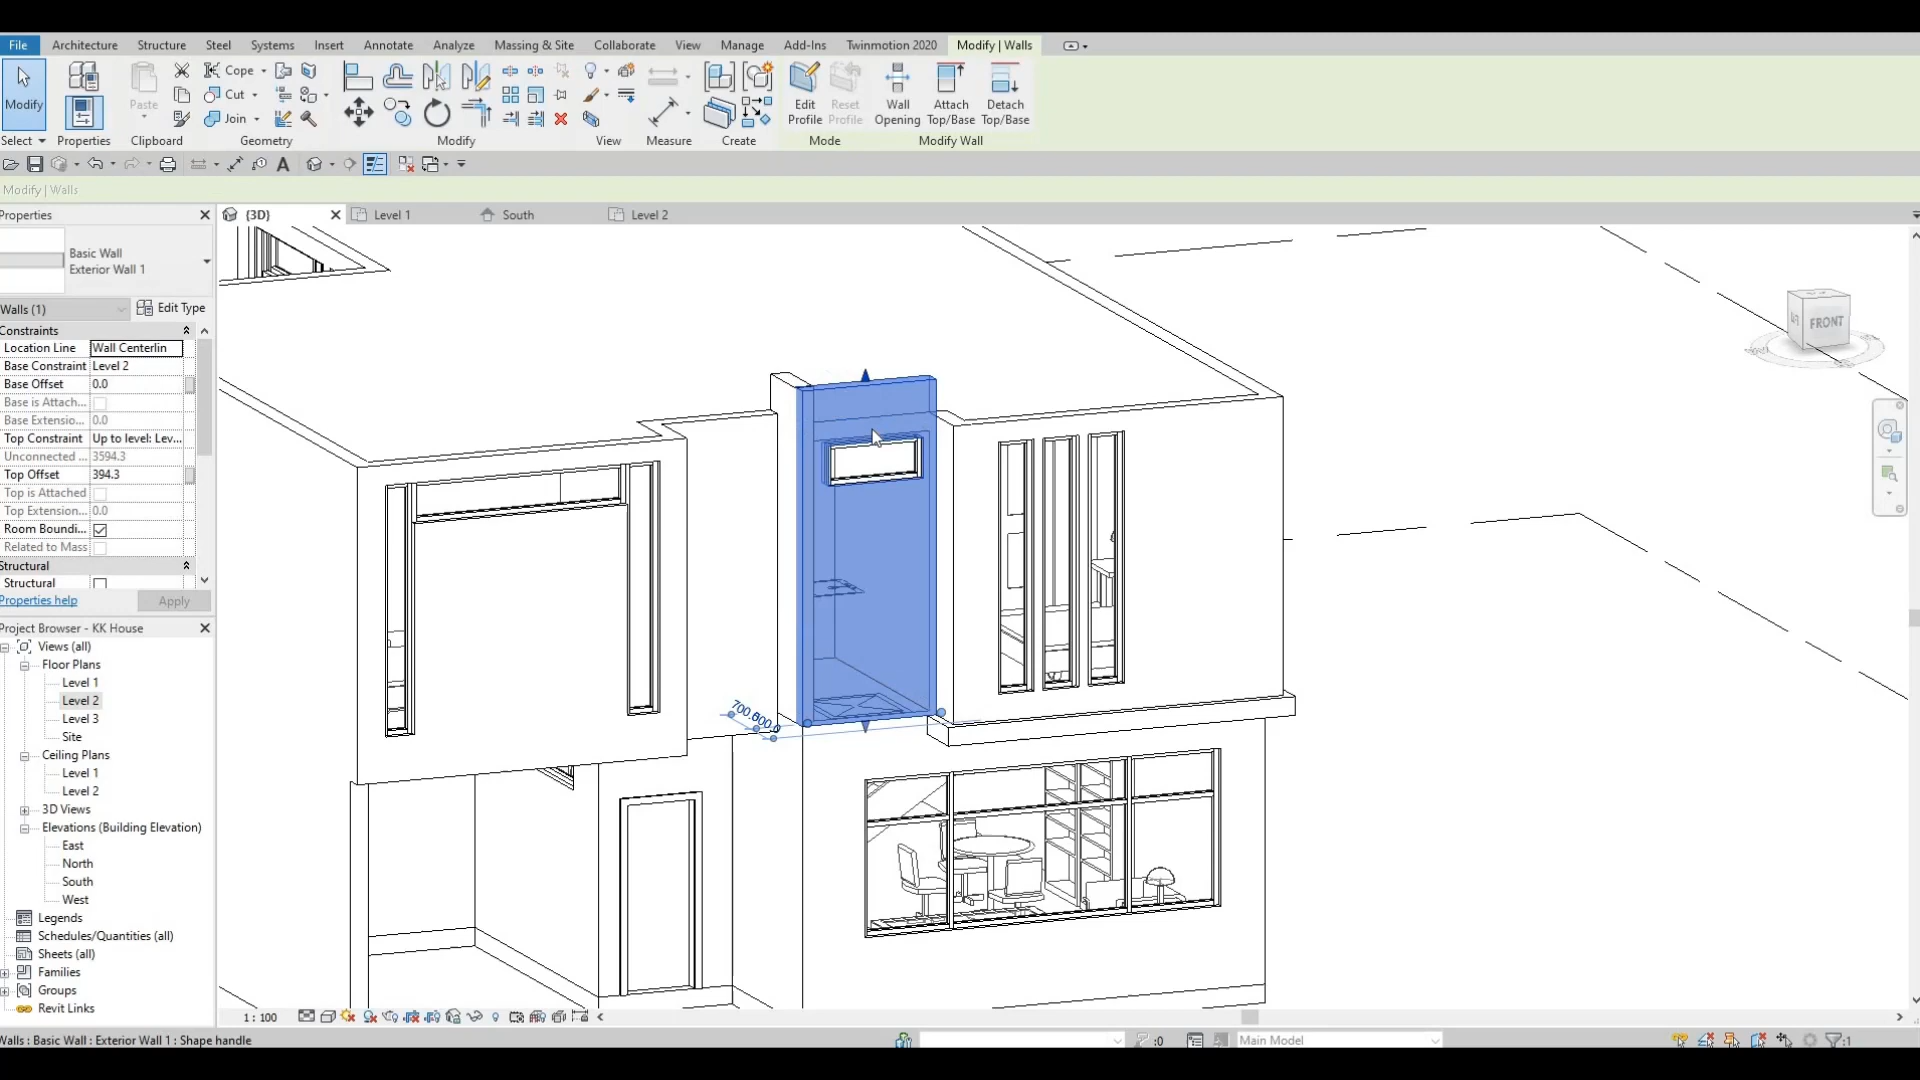 File Architecture Structure Steel Systems Insert Annotate Analyze Massing & Site Collaborate View Manage Add-Ins Twinmotion 2020 Modify | Walls
Modify Paste Cope Cut Join Edit Profile Reset Profile Wall Opening Attach Top/Base Detach Top/Base
Select Properties Clipboard Geometry Modify View Measure Create Mode Modify Wall
Modify | Walls
Properties
{3D} Level 1 South Level 2
Basic Wall
Exterior Wall 1
Walls (1) Edit Type
Constraints
Location Line Wall Centerlin
Base Constraint Level 2
Base Offset 0.0
Base is Attach...
Base Extensio... 0.0
Top Constraint Up to level: Lev...
Unconnected ... 3594.3
Top Offset 394.3
Top is Attached
Top Extension... 0.0
Room Boundi...
Related to Mass
Structural
Structural
Properties help Apply
Project Browser - KK House
Views (all)
Floor Plans
Level 1
Level 2
Level 3
Site
Ceiling Plans
Level 1
Level 2
3D Views
Elevations (Building Elevation)
East
North
South
West
Legends
Schedules/Quantities (all)
Sheets (all)
Families
Groups
Revit Links
FRONT
1 : 100
Walls : Basic Wall : Exterior Wall 1 : Shape handle
:0
Main Model
:1